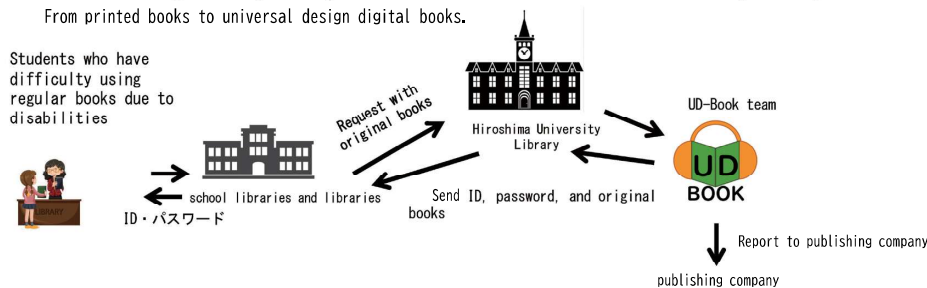 From printed books to universal design digital books.
Students who have
difficulty using
regular books due to
disabilities
LIBRARY
ID・パスワード
school libraries and libraries
Request with
original books
Hiroshima University
Library
Send ID, password, and original
books
UD-Book team
UD
BOOK
Report to publishing company
publishing company